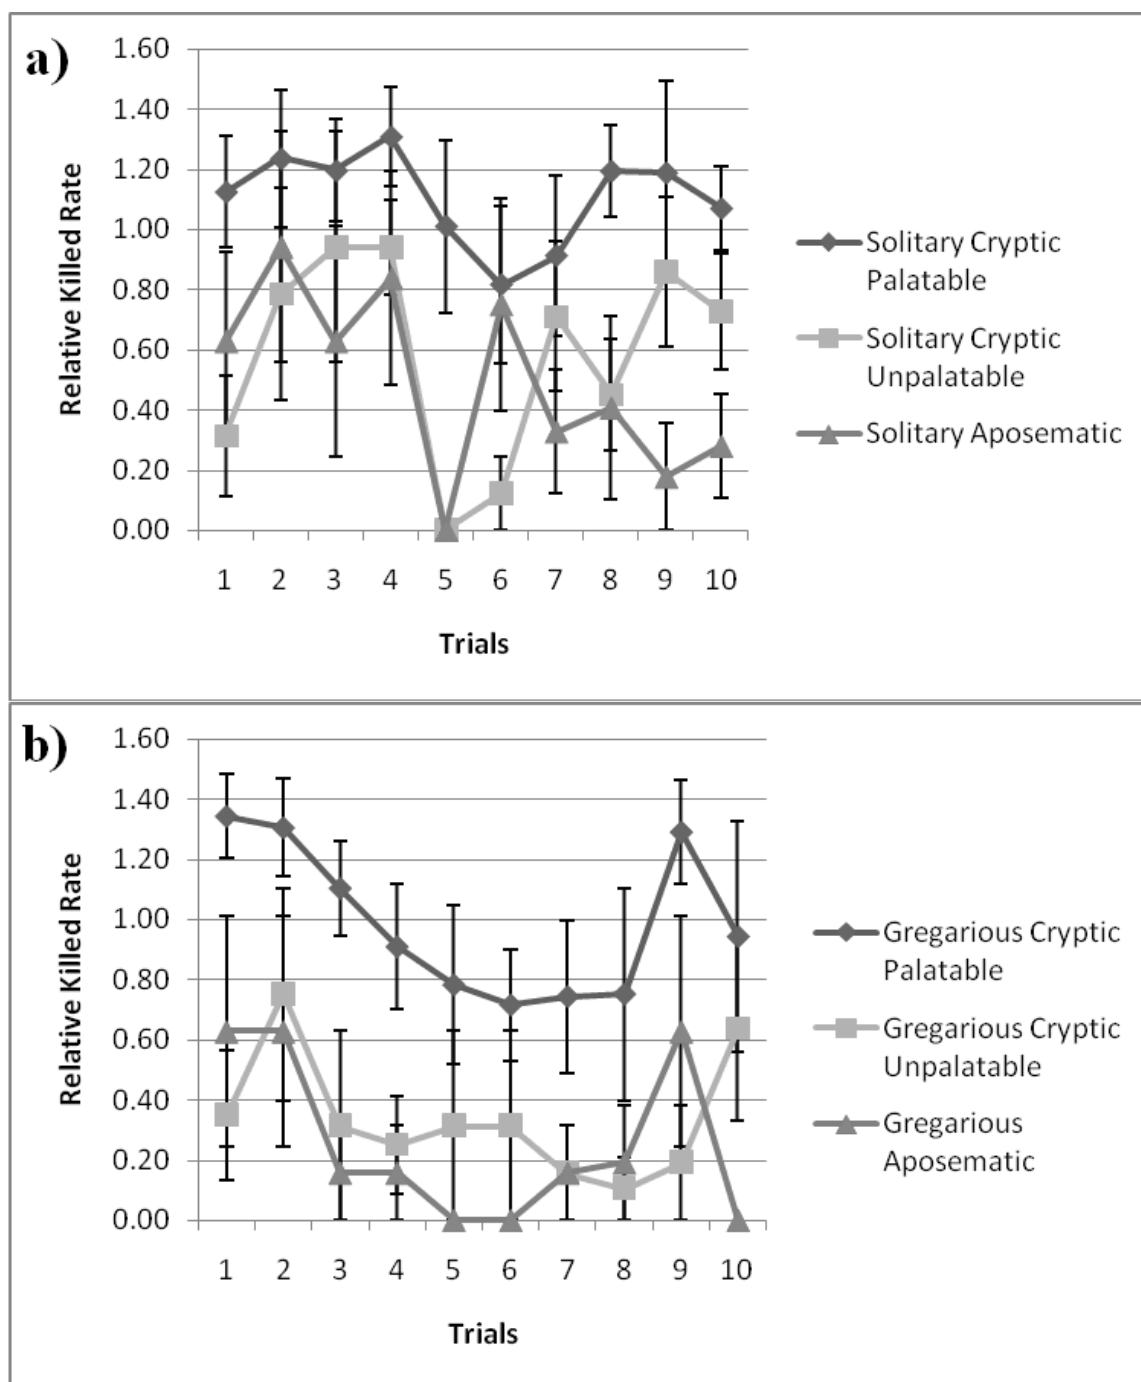 a)
1.60
1.40
1.20
1.00
0.80
0.60
0.40
0.20
0.00
Relative Killed Rate
1 2 3 4 5 6 7 8 9 10
Trials
Solitary Cryptic
Palatable
Solitary Cryptic
Unpalatable
Solitary Aposematic
b)
1.60
1.40
1.20
1.00
0.80
0.60
0.40
0.20
0.00
Relative Killed Rate
1 2 3 4 5 6 7 8 9 10
Trials
Gregarious Cryptic
Palatable
Gregarious Cryptic
Unpalatable
Gregarious
Aposematic